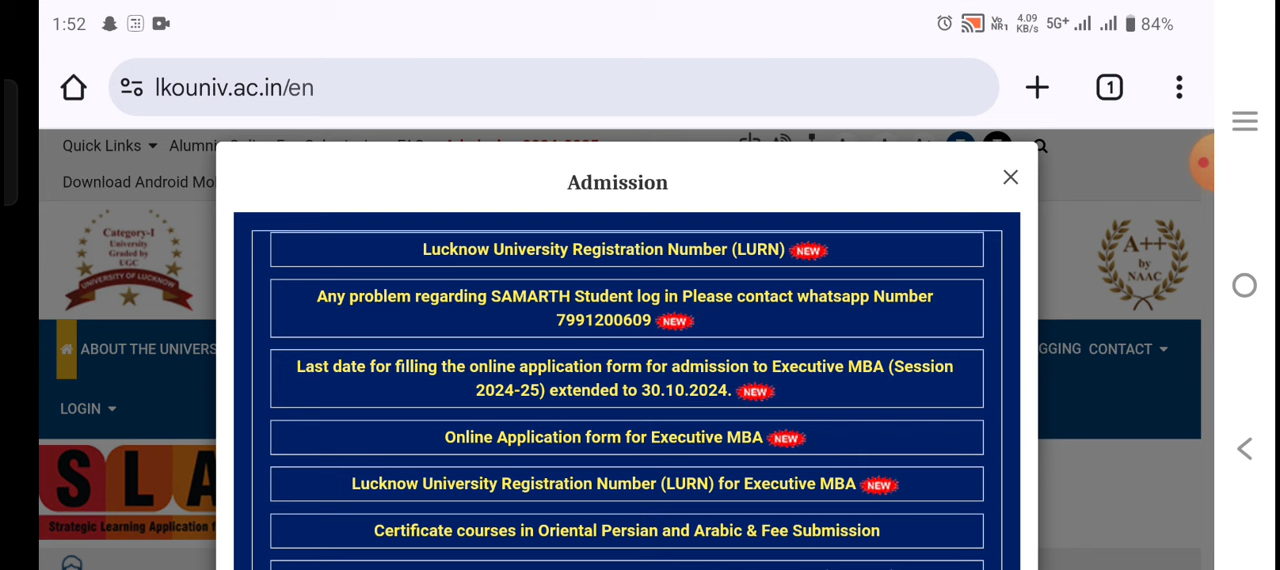 1:52
Vo NR1 4.09 KB/s 5G+ 84%
lkouniv.ac.in/en
1
Quick Links Alumni
Download Android Mo
Admission
Category-I
University
Graded by
UGC
UNIVERSITY OF LUCKNOW
A++
by
NAAC
Lucknow University Registration Number (LURN) NEW
Any problem regarding SAMARTH Student log in Please contact whatsapp Number
7991200609 NEW
Last date for filling the online application form for admission to Executive MBA (Session
2024-25) extended to 30.10.2024. NEW
Online Application form for Executive MBA NEW
Lucknow University Registration Number (LURN) for Executive MBA NEW
Certificate courses in Oriental Persian and Arabic & Fee Submission
ABOUT THE UNIVERS
GGING CONTACT
LOGIN
SLA
Strategic Learning Application f